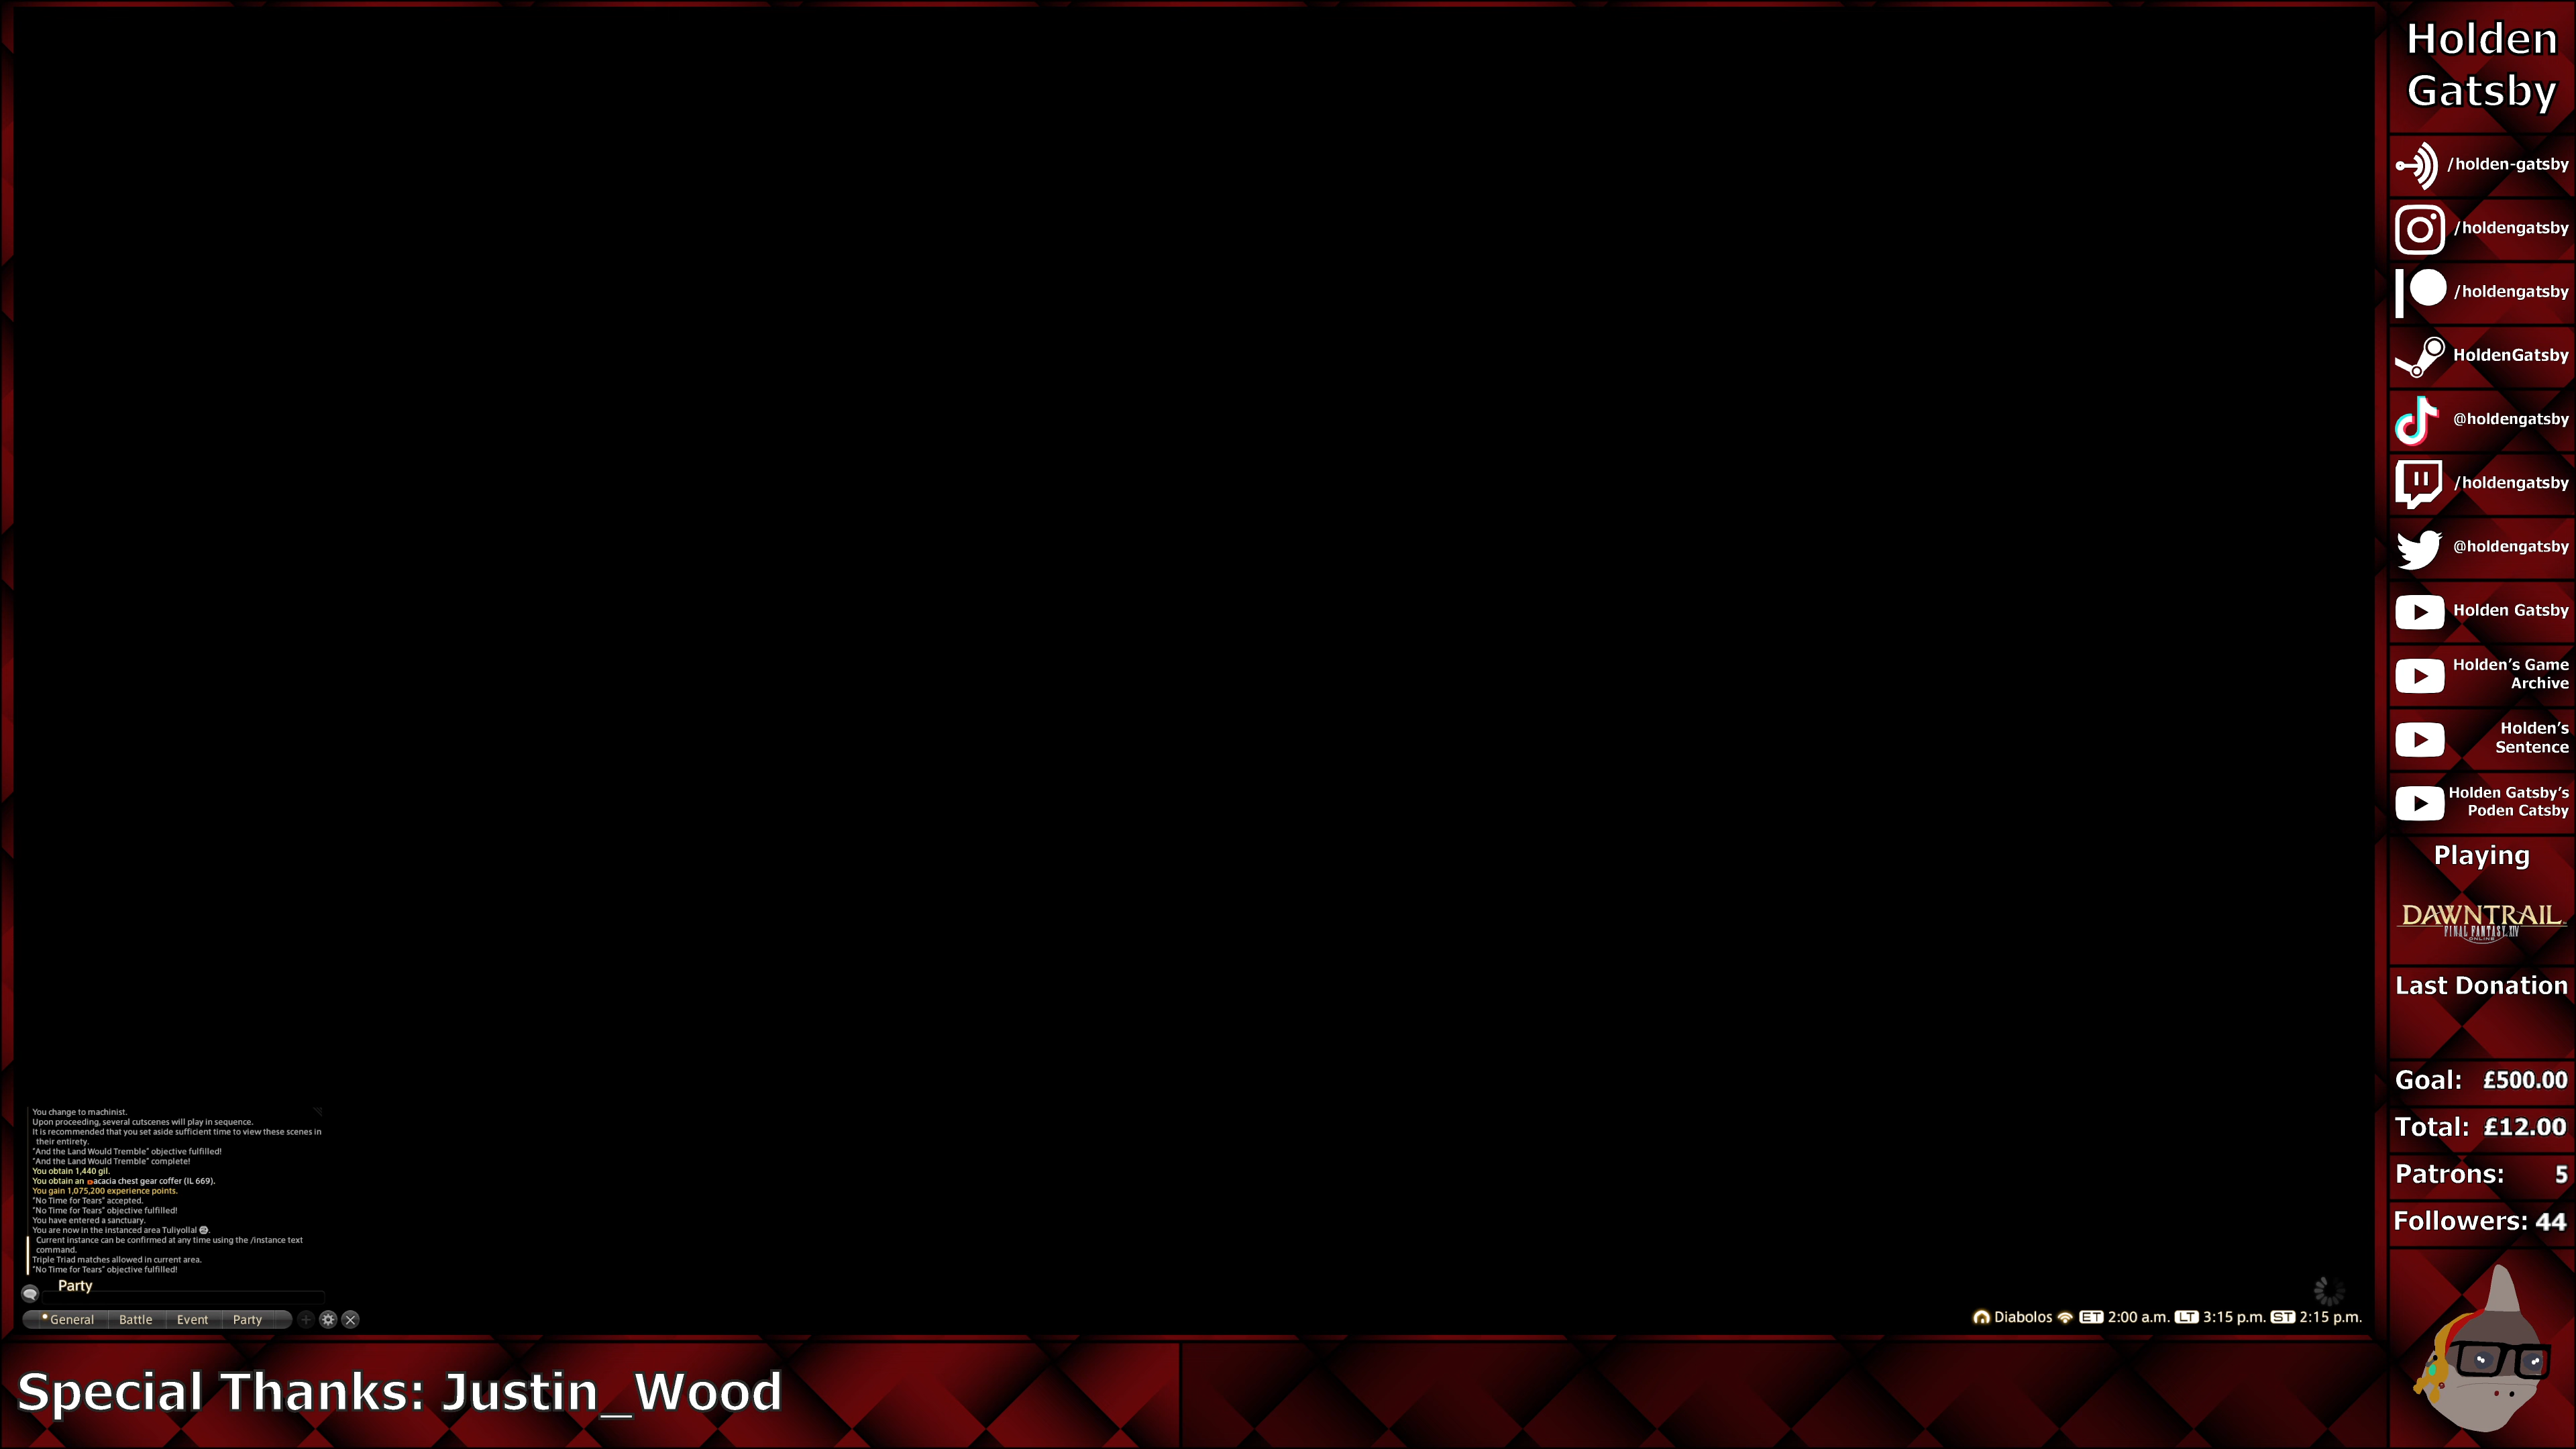 Holden
Gatsby
/holden-gatsby
/holdengatsby
/holdengatsby
HoldenGatsby
@holdengatsby
/holdengatsby
@holdengatsby
Holden Gatsby
Holden's Game
Archive
Holden's
Sentence
Holden Gatsby's
Poden Catsby
Playing
DAWNTRAIL
FINAL FANTASY XIV
ONLINE
Last Donation
Goal: £500.00
Total: £12.00
Patrons: 5
Followers: 44
You change to machinist.
Upon proceeding, several cutscenes will play in sequence.
It is recommended that you set aside sufficient time to view these scenes in
their entirety.
"And the Land Would Tremble" objective fulfilled!
"And the Land Would Tremble" complete!
You obtain 1,440 gil.
You obtain an acacia chest gear coffer (IL 669).
You gain 1,075,200 experience points.
"No Time for Tears" accepted.
"No Time for Tears" objective fulfilled!
You have entered a sanctuary.
You are now in the instanced area Tuliyollal
Current instance can be confirmed at any time using the /instance text
command.
Triple Triad matches allowed in current area.
"No Time for Tears" objective fulfilled!
Party
General Battle Event Party
Diabolos ET 2:00 a.m. LT 3:15 p.m. ST 2:15 p.m.
Special Thanks: Justin_Wood